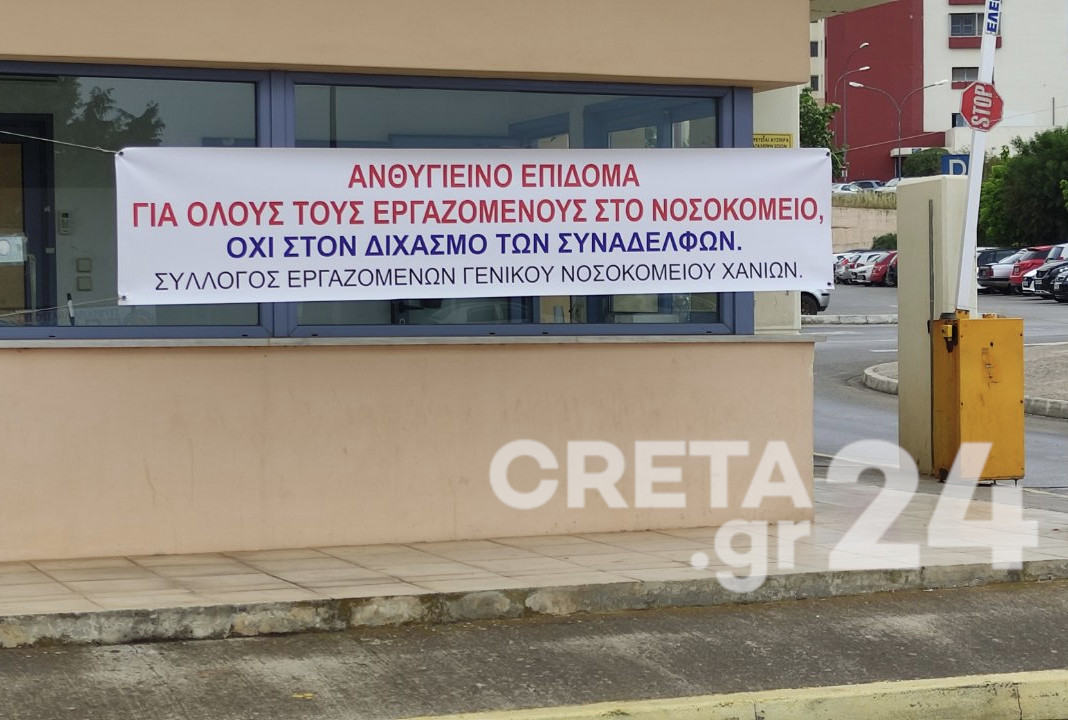 ΑΝΘΥΓΙΕΙΝΟ ΕΠΙΔΟΜΑ
ΓΙΑ ΟΛΟΥΣ ΤΟΥΣ ΕΡΓΑΖΟΜΕΝΟΥΣ ΣΤΟ ΝΟΣΟΚΟΜΕΙΟ,
ΟΧΙ ΣΤΟΝ ΔΙΧΑΣΜΟ ΤΩΝ ΣΥΝΑΔΕΛΦΩΝ.
ΣΥΛΛΟΓΟΣ ΕΡΓΑΖΟΜΕΝΩΝ ΓΕΝΙΚΟΥ ΝΟΣΟΚΟΜΕΙΟΥ ΧΑΝΙΩΝ.
STOP
CRETA
.gr 24